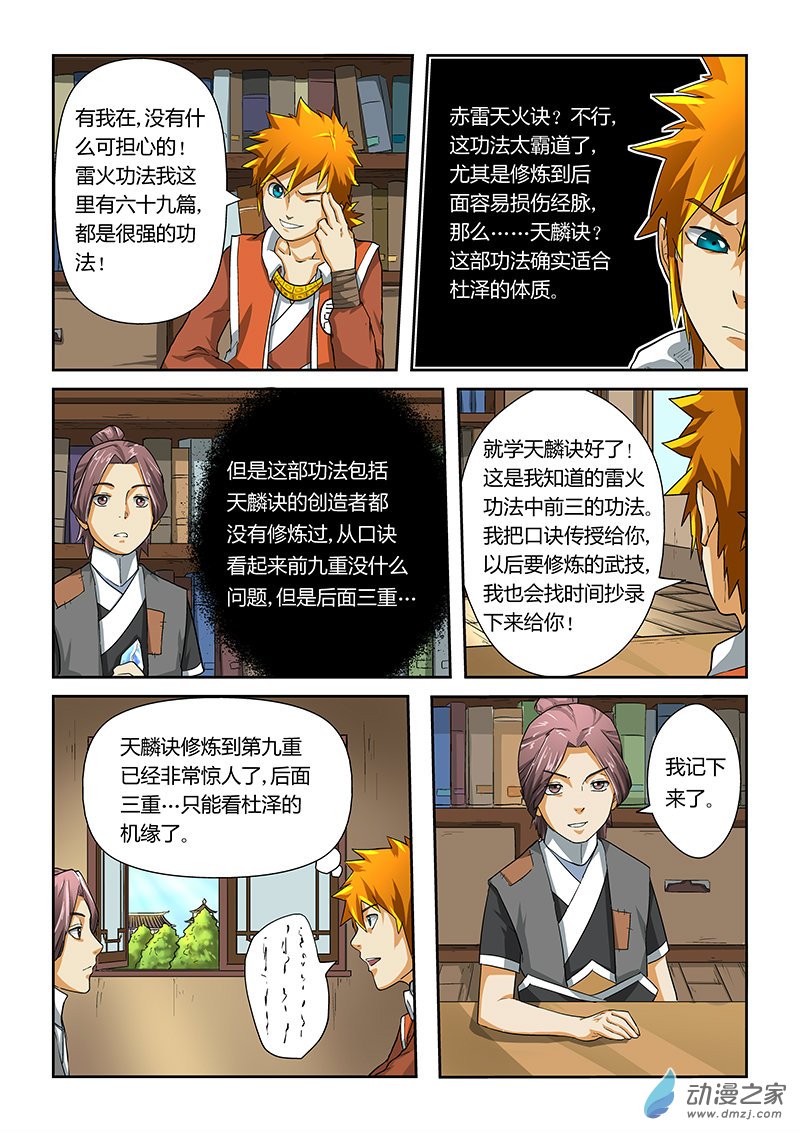 有我在，没有什
么可担心的！
雷火功法我这
里有六十九篇，
都是很强的功
法！
赤雷天火诀？不行，
这功法太霸道了，
尤其是修炼到后
面容易损伤经脉，
那么……天麟诀？
这部功法确实适合
杜泽的体质。
但是这部功法包括
天麟诀的创造者都
没有修炼过，从口诀
看起来前九重没什么
问题，但是后面三重…
就学天麟诀好了！
这是我知道的雷火
功法中前三的功法。
我把口诀传授给你，
以后要修炼的武技，
我也会找时间抄录
下来给你！
天麟诀修炼到第九重
已经非常惊人了，后面
三重…只能看杜泽的
机缘了。
我记下
来了。
动漫之家
www.dmzj.com